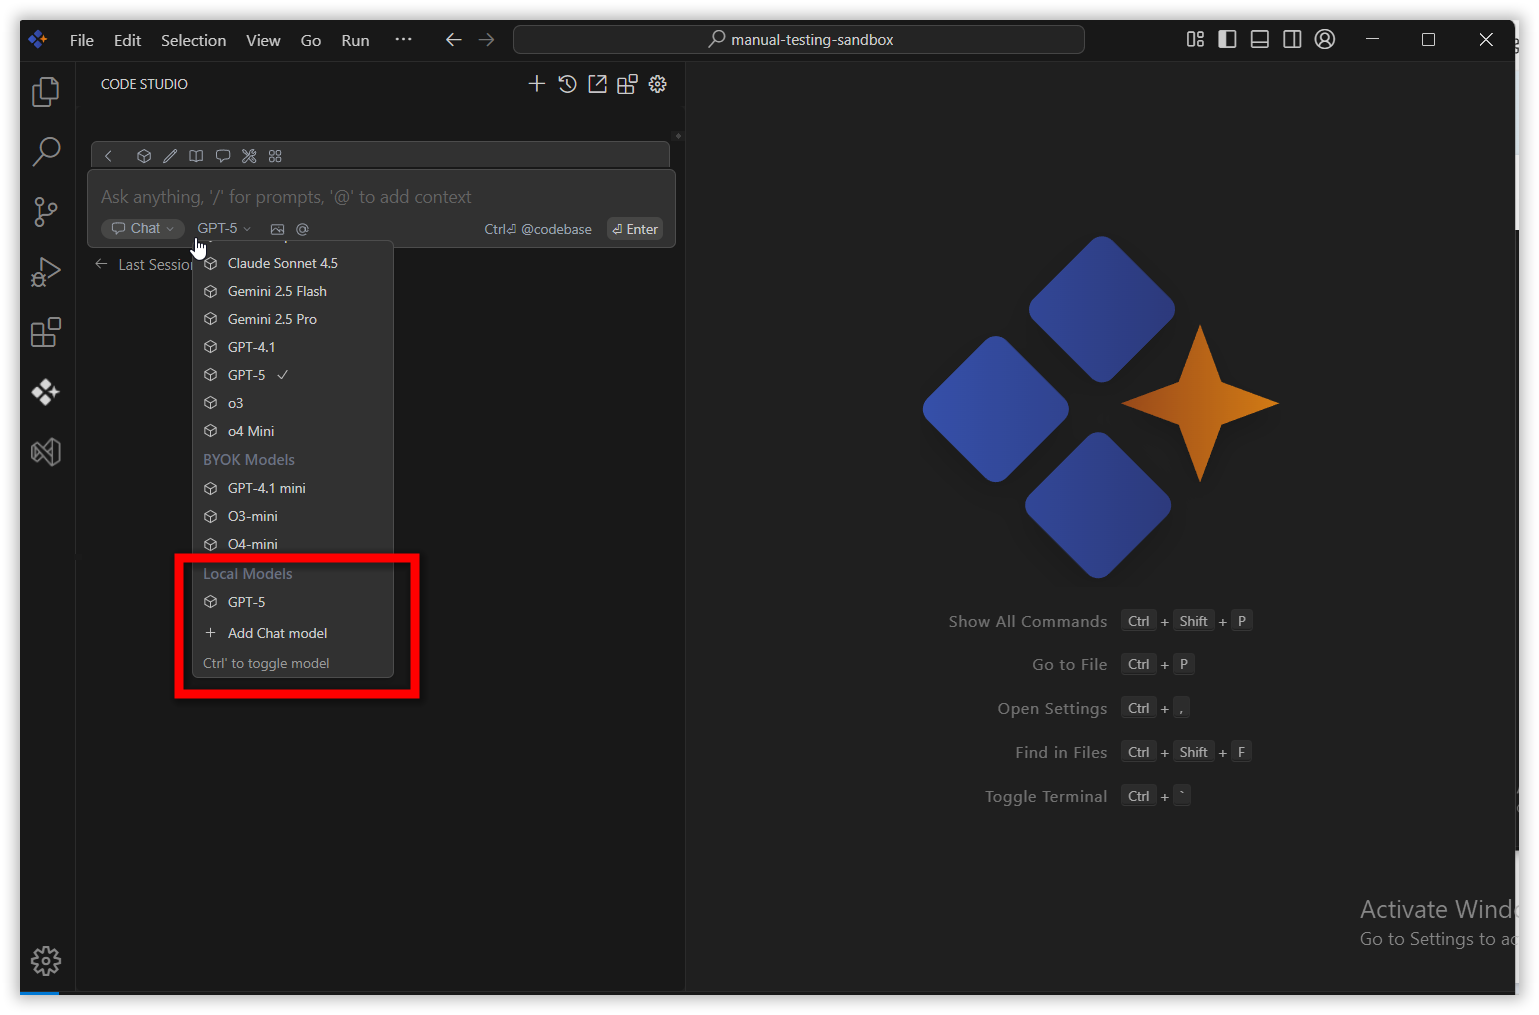 File Edit Selection View Go Run ··· manual-testing-sandbox
CODE STUDIO
Ask anything, '/' for prompts, '@' to add context
Chat GPT-5 Ctrl⏎ @codebase ⏎ Enter
Last Sessio
Claude Sonnet 4.5
Gemini 2.5 Flash
Gemini 2.5 Pro
GPT-4.1
GPT-5 ✓
o3
o4 Mini
BYOK Models
GPT-4.1 mini
O3-mini
O4-mini
Local Models
GPT-5
+ Add Chat model
Ctrl' to toggle model
Show All Commands Ctrl + Shift + P
Go to File Ctrl + P
Open Settings Ctrl + ,
Find in Files Ctrl + Shift + F
Toggle Terminal Ctrl + `
Activate Windo
Go to Settings to ac